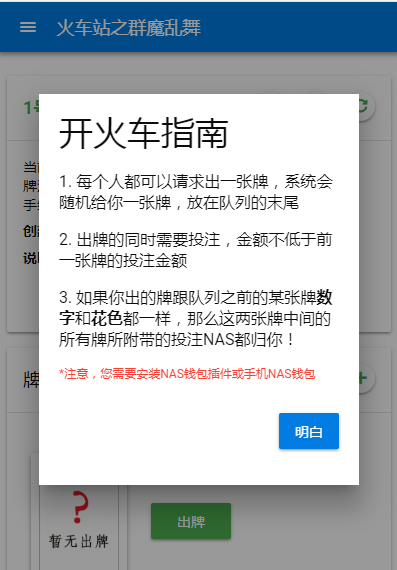 火车站之群魔乱舞
1号
开火车指南
当前
1. 每个人都可以请求出一张牌，系统会
随机给你一张牌，放在队列的末尾
2. 出牌的同时需要投注，金额不低于前
一张牌的投注金额
3. 如果你出的牌跟队列之前的某张牌数
字和花色都一样，那么这两张牌中间的
所有牌所附带的投注NAS都归你！
*注意，您需要安装NAS钱包插件或手机NAS钱包
明白
牌
?
暂无出牌
出牌